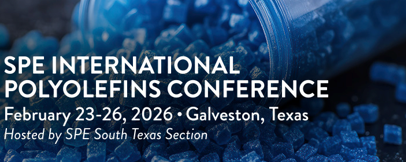 SPE INTERNATIONAL
POLYOLEFINS CONFERENCE
February 23-26, 2026 • Galveston, Texas
Hosted by SPE South Texas Section